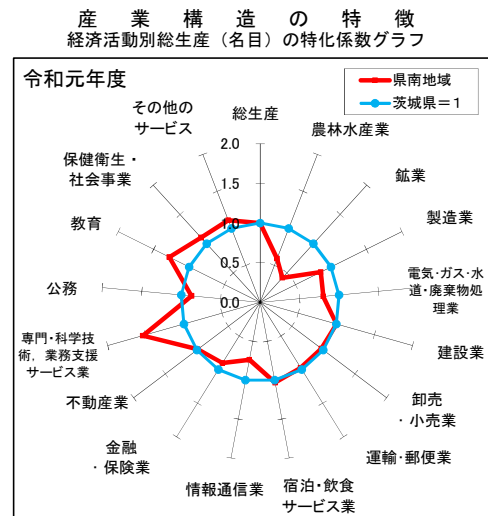 産業構造の特徴
経済活動別総生産（名目）の特化係数グラフ
令和元年度
県南地域
茨城県＝１
総生産
農林水産業
鉱業
製造業
電気･ガス･水
道･廃棄物処
理業
建設業
卸売
・小売業
運輸･郵便業
宿泊・飲食
サービス業
情報通信業
金融
・保険業
不動産業
専門・科学技
術，業務支援
サービス業
公務
教育
保健衛生・
社会事業
その他の
サービス
2.0
1.5
1.0
0.5
0.0